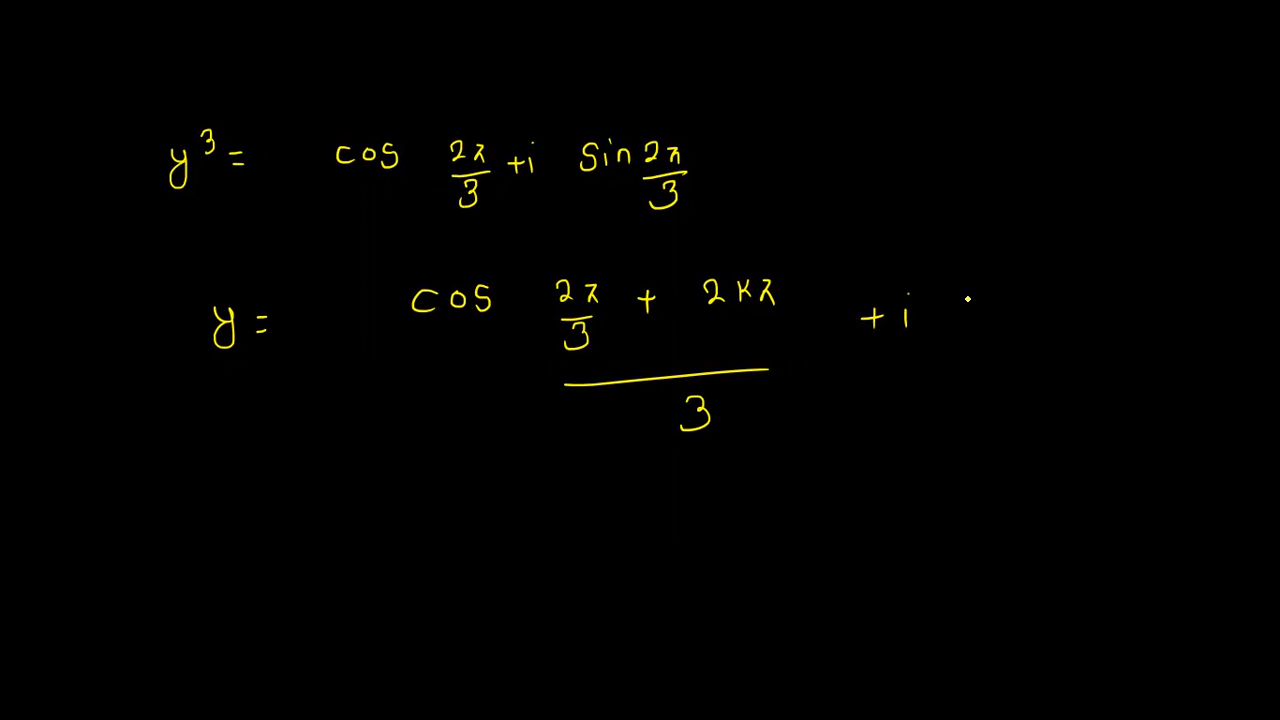 y³ = cos 2π/3 + i sin 2π/3
y = cos (2π/3 + 2kπ)/3 + i